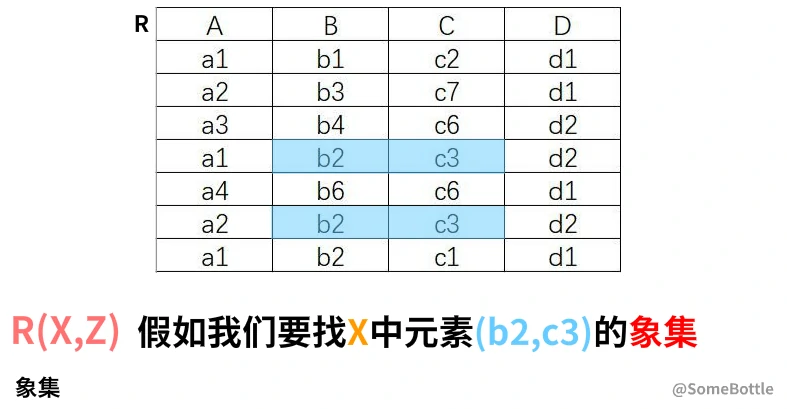 R A B C D
a1 b1 c2 d1
a2 b3 c7 d1
a3 b4 c6 d2
a1 b2 c3 d2
a4 b6 c6 d1
a2 b2 c3 d2
a1 b2 c1 d1
R(X,Z) 假如我们要找X中元素(b2,c3)的象集
象集
@SomeBottle